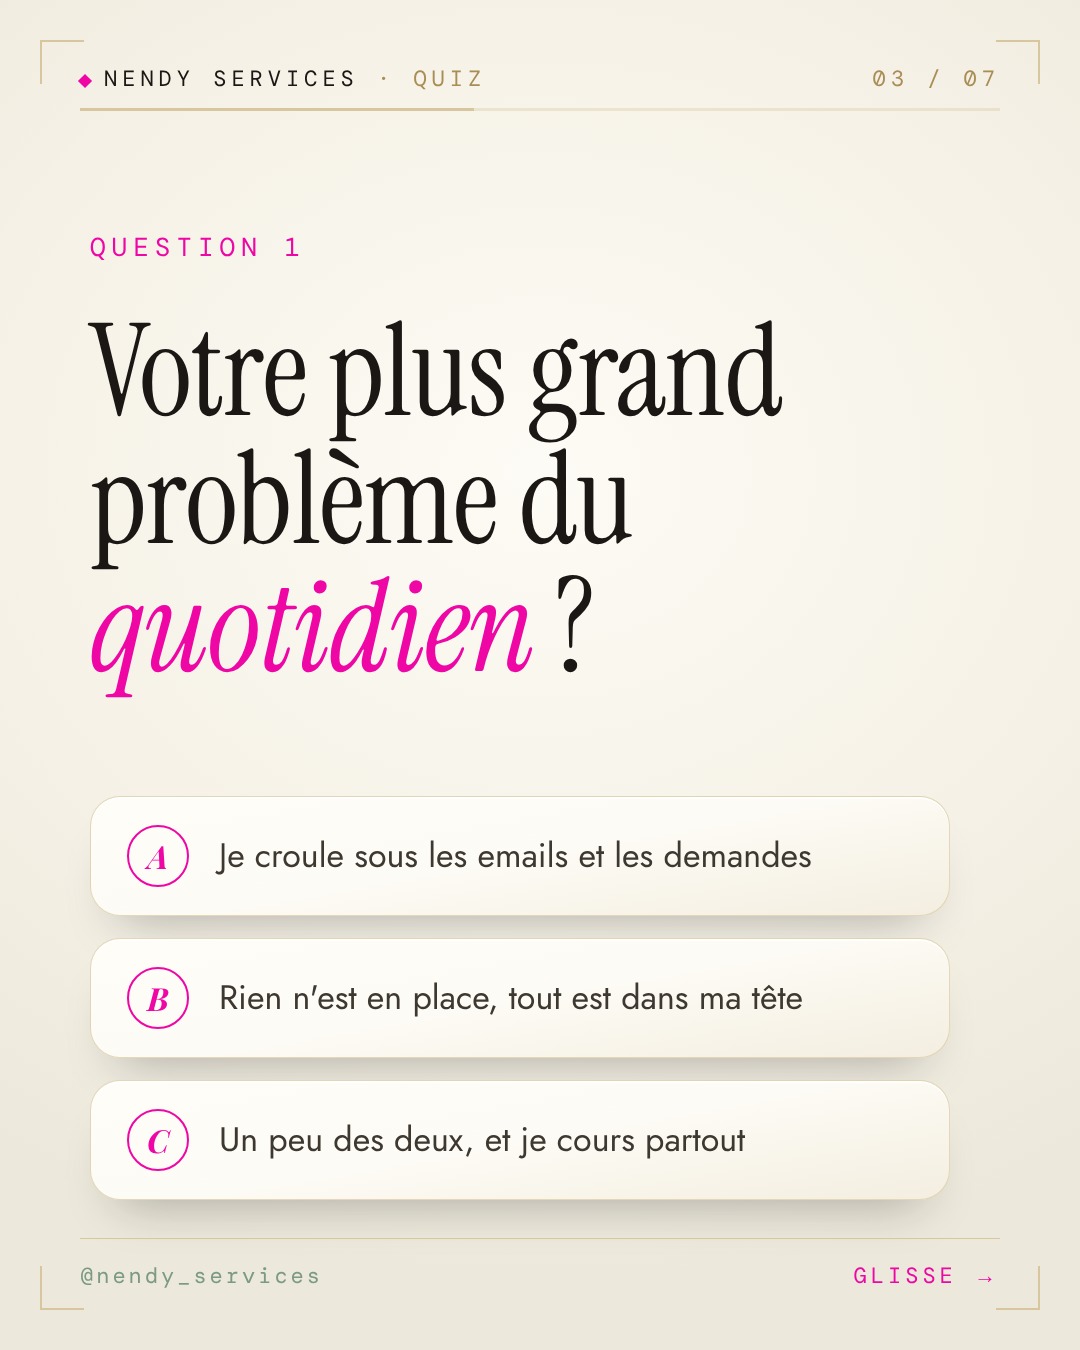 ◆ NENDY SERVICES · QUIZ
03 / 07
QUESTION 1
Votre plus grand
problème du
quotidien ?
A Je croule sous les emails et les demandes
B Rien n'est en place, tout est dans ma tête
C Un peu des deux, et je cours partout
@nendy_services
GLISSE →